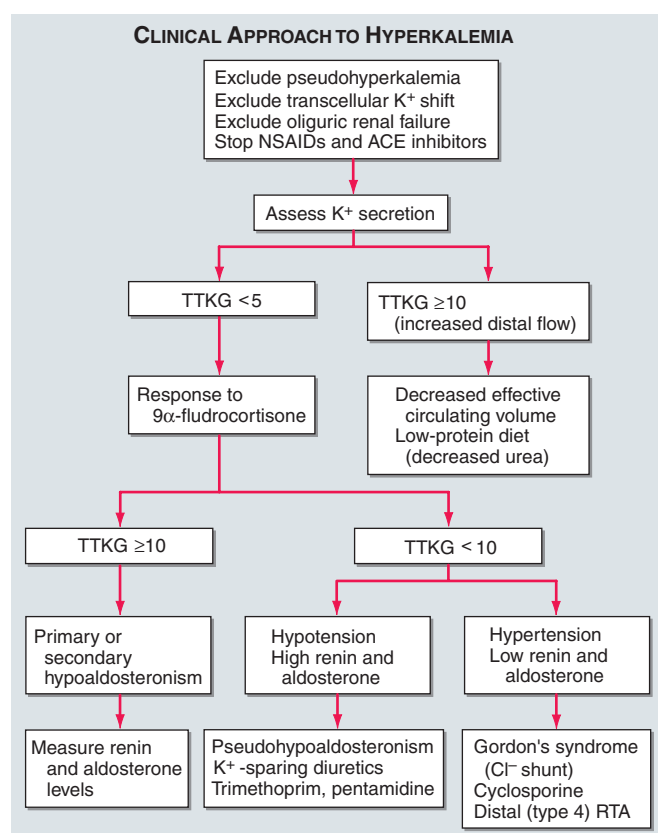 CLINICAL APPROACH TO HYPERKALEMIA
Exclude pseudohyperkalemia
Exclude transcellular K⁺ shift
Exclude oliguric renal failure
Stop NSAIDs and ACE inhibitors
Assess K⁺ secretion
TTKG <5
TTKG ≥10
(increased distal flow)
Response to
9α-fludrocortisone
Decreased effective
circulating volume
Low-protein diet
(decreased urea)
TTKG ≥10
TTKG < 10
Primary or
secondary
hypoaldosteronism
Hypotension
High renin and
aldosterone
Hypertension
Low renin and
aldosterone
Measure renin
and aldosterone
levels
Pseudohypoaldosteronism
K⁺ -sparing diuretics
Trimethoprim, pentamidine
Gordon's syndrome
(Cl⁻ shunt)
Cyclosporine
Distal (type 4) RTA